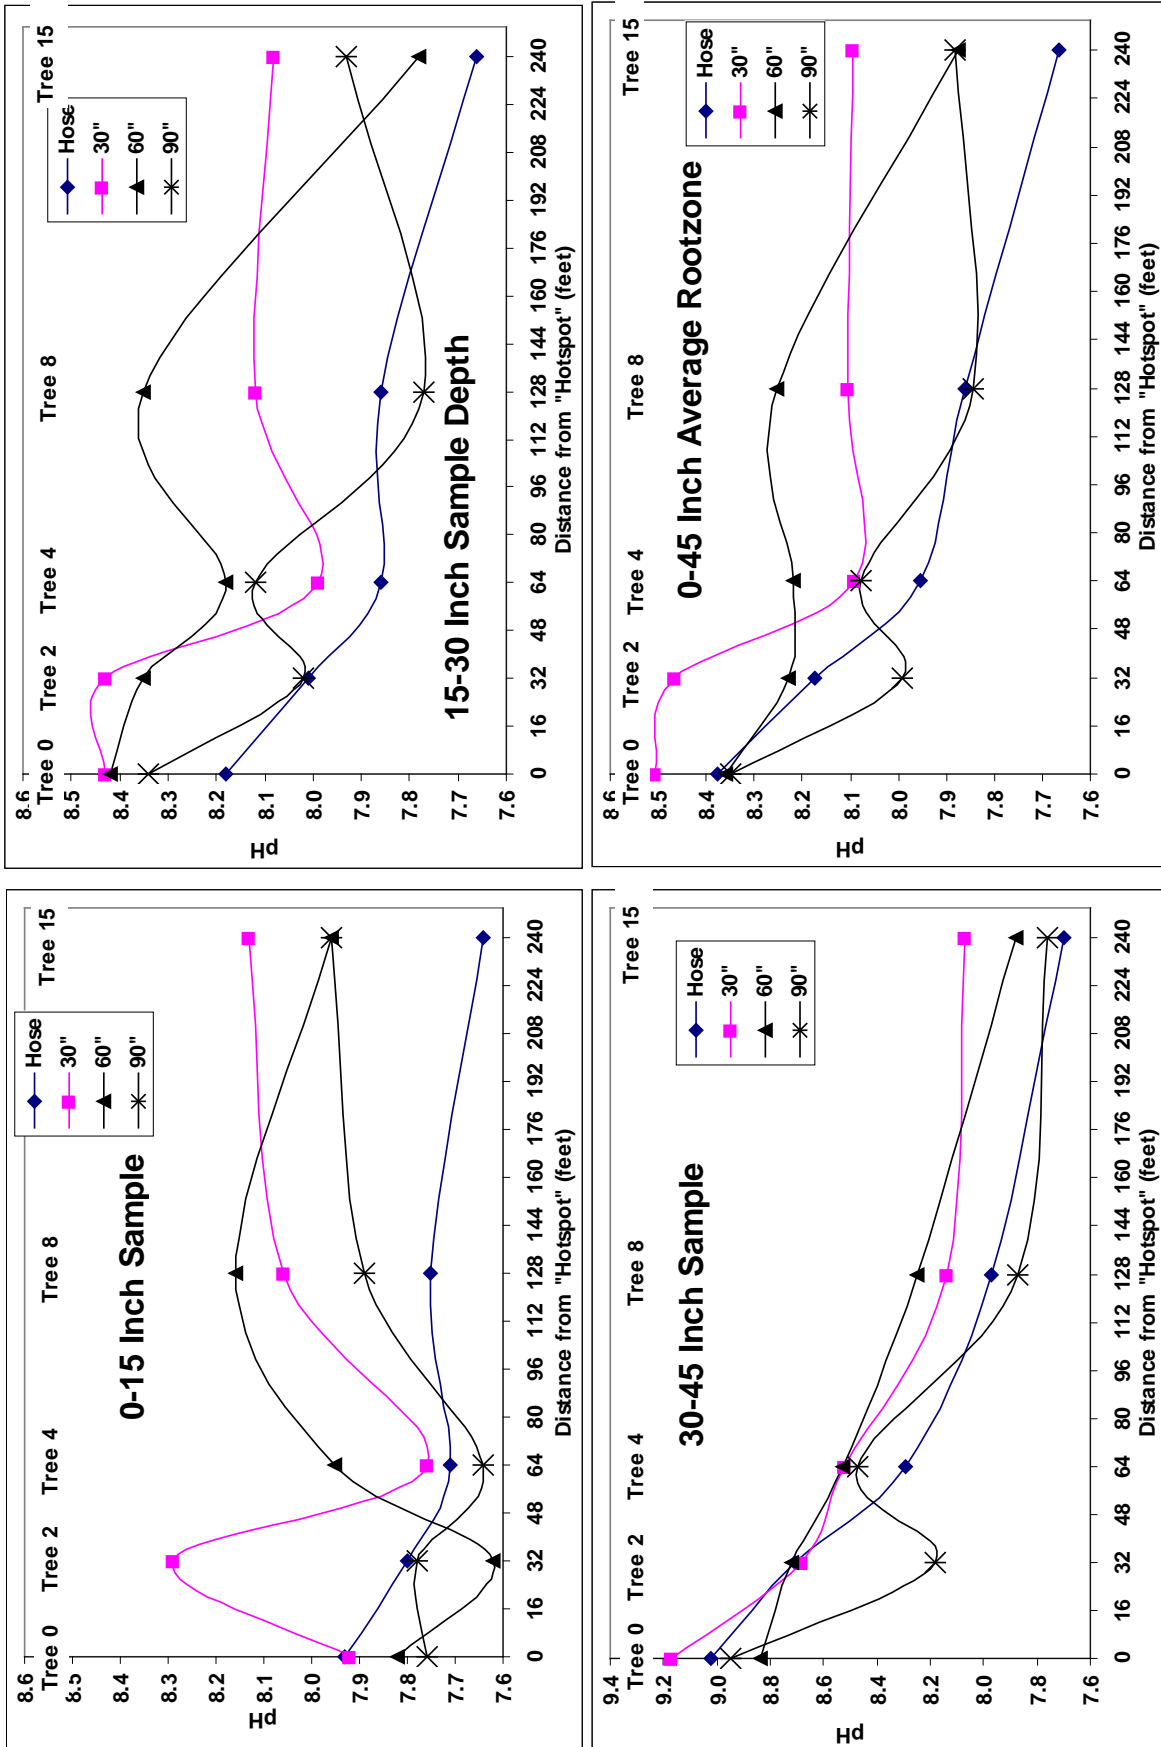 Tree 0 Tree 2 Tree 4 Tree 8 Tree 15
0-15 Inch Sample
Hose
30"
60"
90"
pH
8.6
8.5
8.4
8.3
8.2
8.1
8.0
7.9
7.8
7.7
7.6
0 16 32 48 64 80 96 112 128 144 160 176 192 208 224 240
Distance from "Hotspot" (feet)
Tree 0 Tree 2 Tree 4 Tree 8 Tree 15
Hose
30"
60"
90"
15-30 Inch Sample Depth
pH
8.6
8.5
8.4
8.3
8.2
8.1
8.0
7.9
7.8
7.7
7.6
0 16 32 48 64 80 96 112 128 144 160 176 192 208 224 240
Distance from "Hotspot" (feet)
Tree 0 Tree 2 Tree 4 Tree 8 Tree 15
30-45 Inch Sample
Hose
30"
60"
90"
pH
9.4
9.2
9.0
8.8
8.6
8.4
8.2
8.0
7.8
7.6
0 16 32 48 64 80 96 112 128 144 160 176 192 208 224 240
Distance from "Hotspot" (feet)
Tree 0 Tree 2 Tree 4 Tree 8 Tree 15
0-45 Inch Average Rootzone
Hose
30"
60"
90"
pH
8.6
8.5
8.4
8.3
8.2
8.1
8.0
7.9
7.8
7.7
7.6
0 16 32 48 64 80 96 112 128 144 160 176 192 208 224 240
Distance from "Hotspot" (feet)